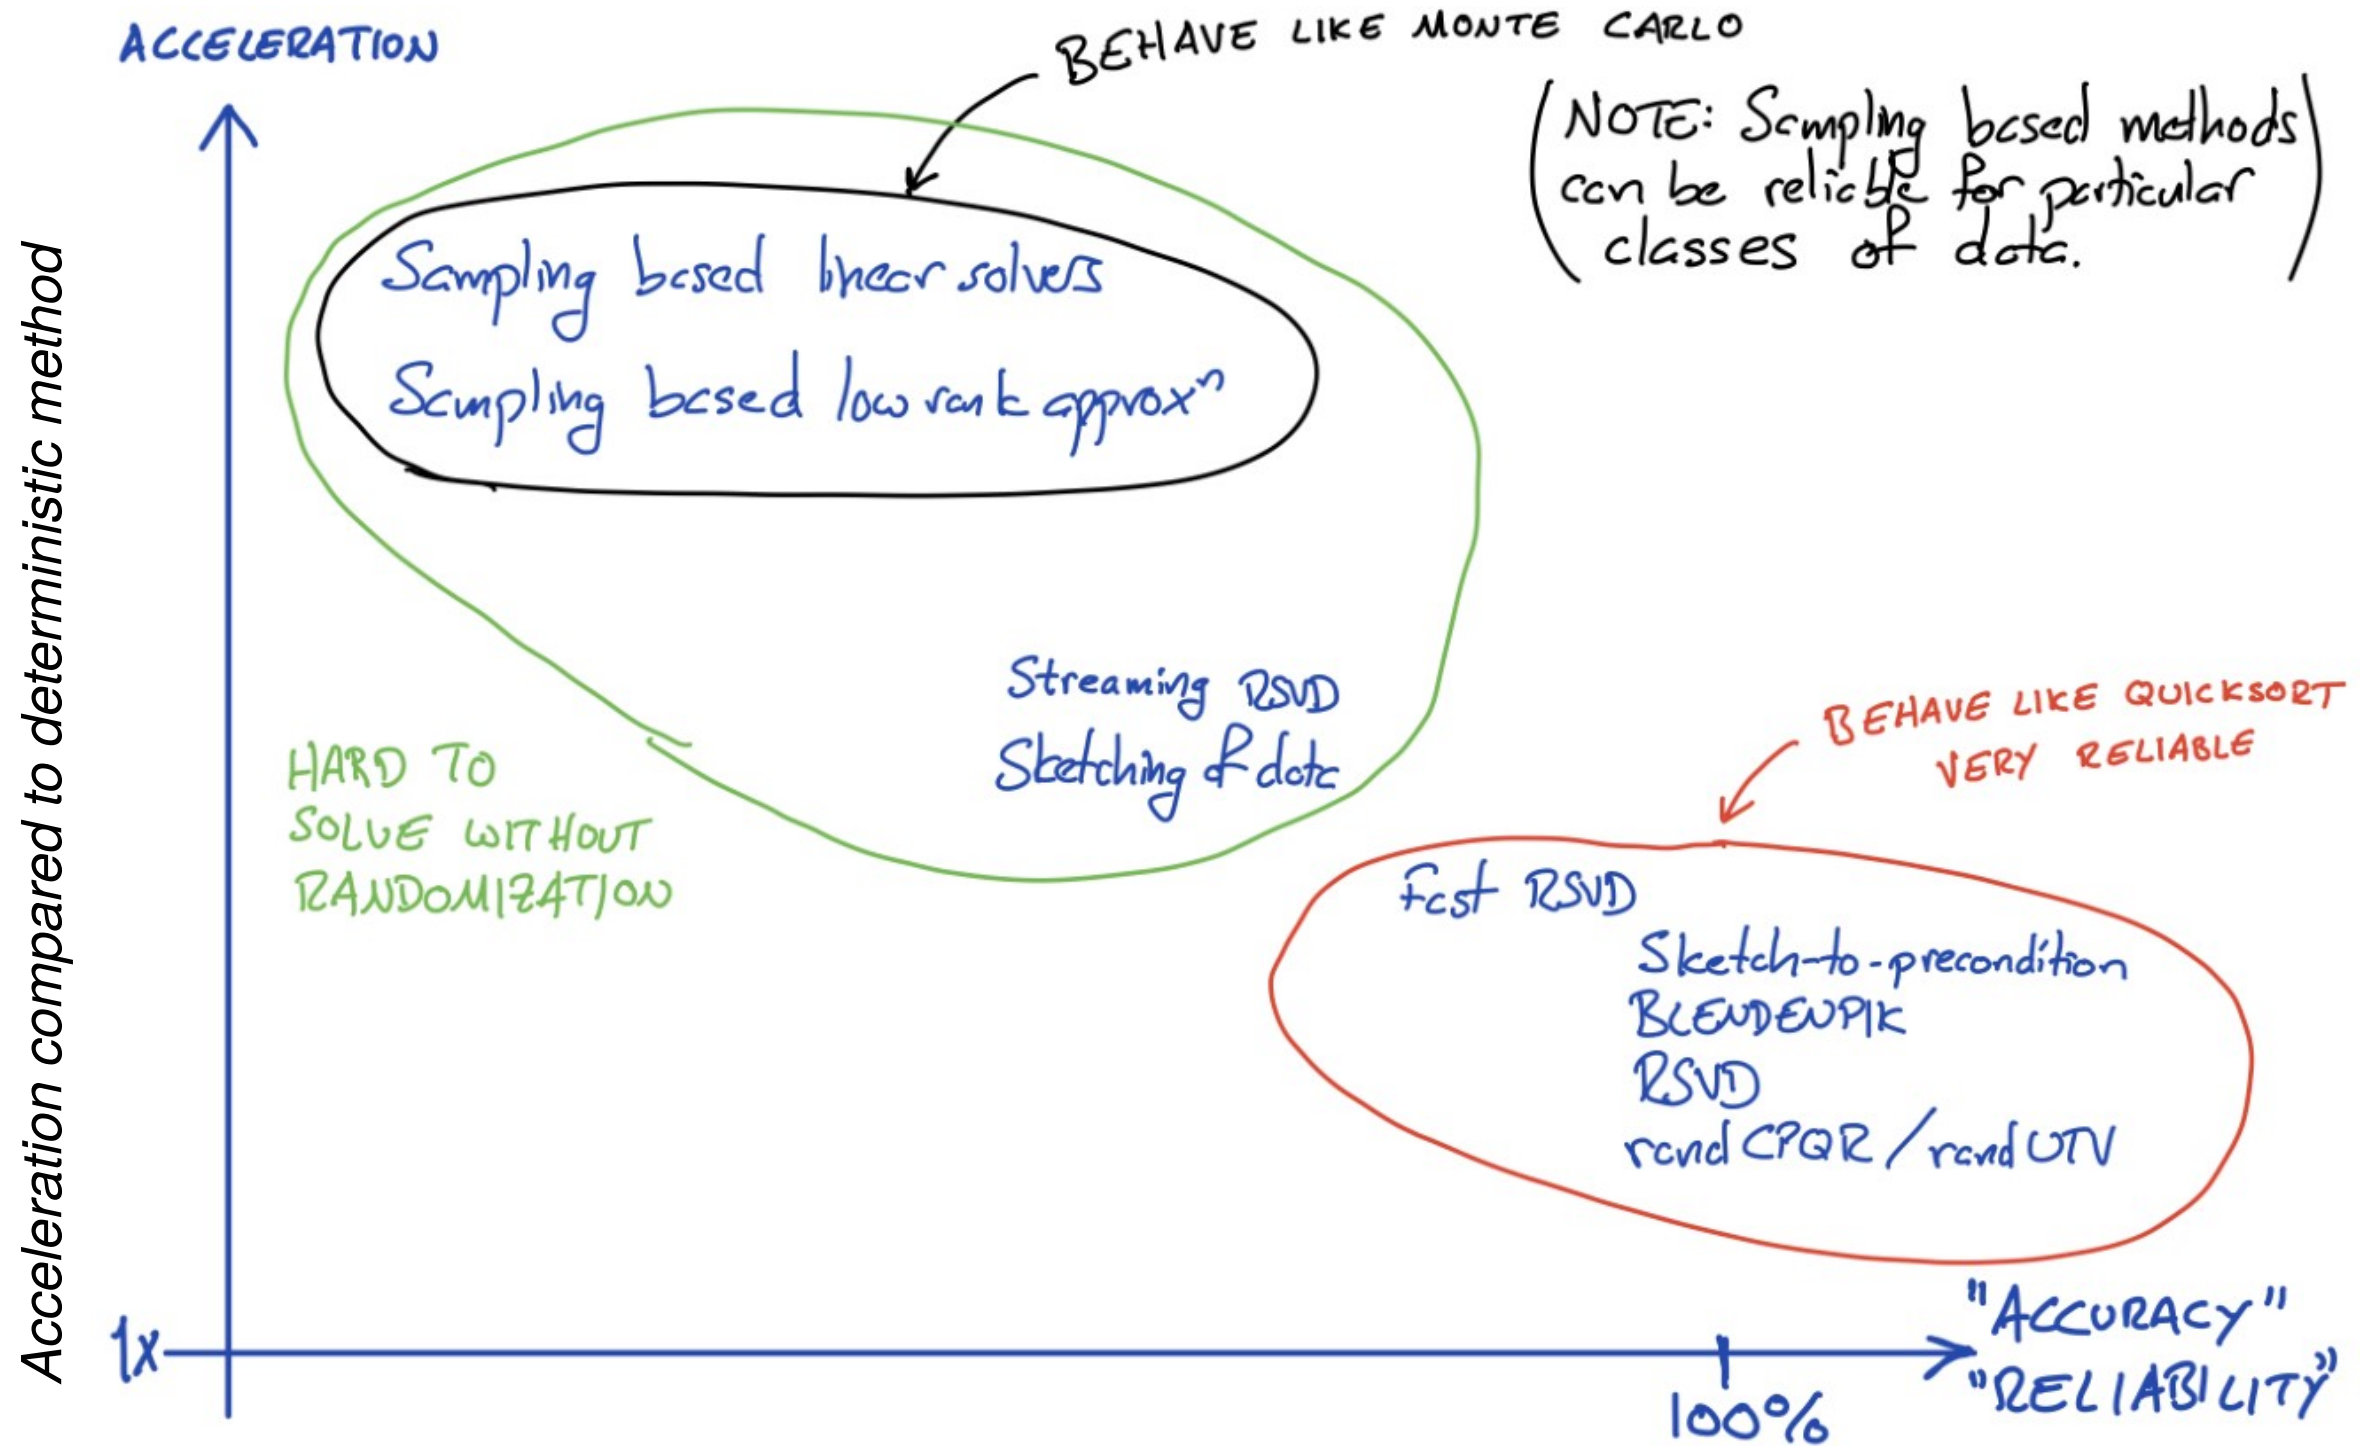 ACCELERATION
BEHAVE LIKE MONTE CARLO
(NOTE: Sampling based methods
can be reliable for particular
classes of data.)
Acceleration compared to deterministic method
Sampling based linear solvers
Sampling based low rank approxⁿ
Streaming RSVD
Sketching of data
HARD TO
SOLVE WITHOUT
RANDOMIZATION
BEHAVE LIKE QUICKSORT
VERY RELIABLE
Fast RSVD
Sketch-to-precondition
BLENDENPIK
RSVD
rand CPQR / rand UTV
1x
100%
"ACCURACY"
"RELIABILITY"